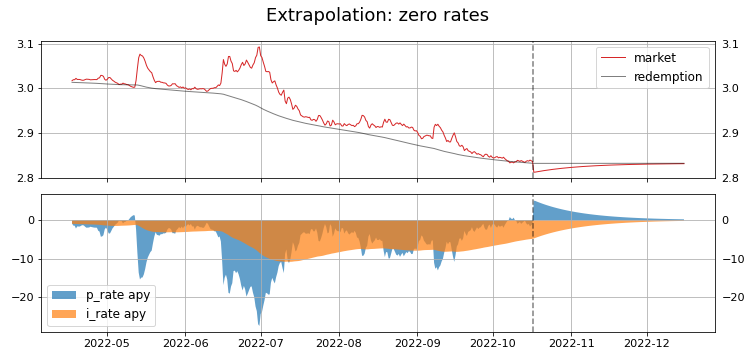 Extrapolation: zero rates
3.1
3.1
market
redemption
3.0
3.0
2.9
2.9
2.8
2.8
0
0
−10
−10
−20
−20
p_rate apy
i_rate apy
2022-05 2022-06 2022-07 2022-08 2022-09 2022-10 2022-11 2022-12